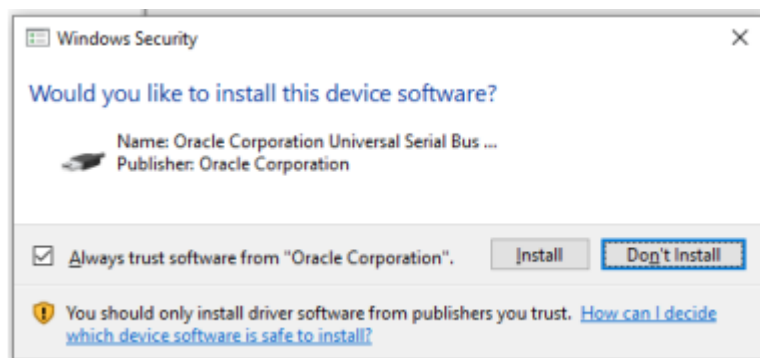 Windows Security
Would you like to install this device software?
Name: Oracle Corporation Universal Serial Bus ...
Publisher: Oracle Corporation
Always trust software from "Oracle Corporation".
Install
Don't Install
You should only install driver software from publishers you trust. How can I decide
which device software is safe to install?